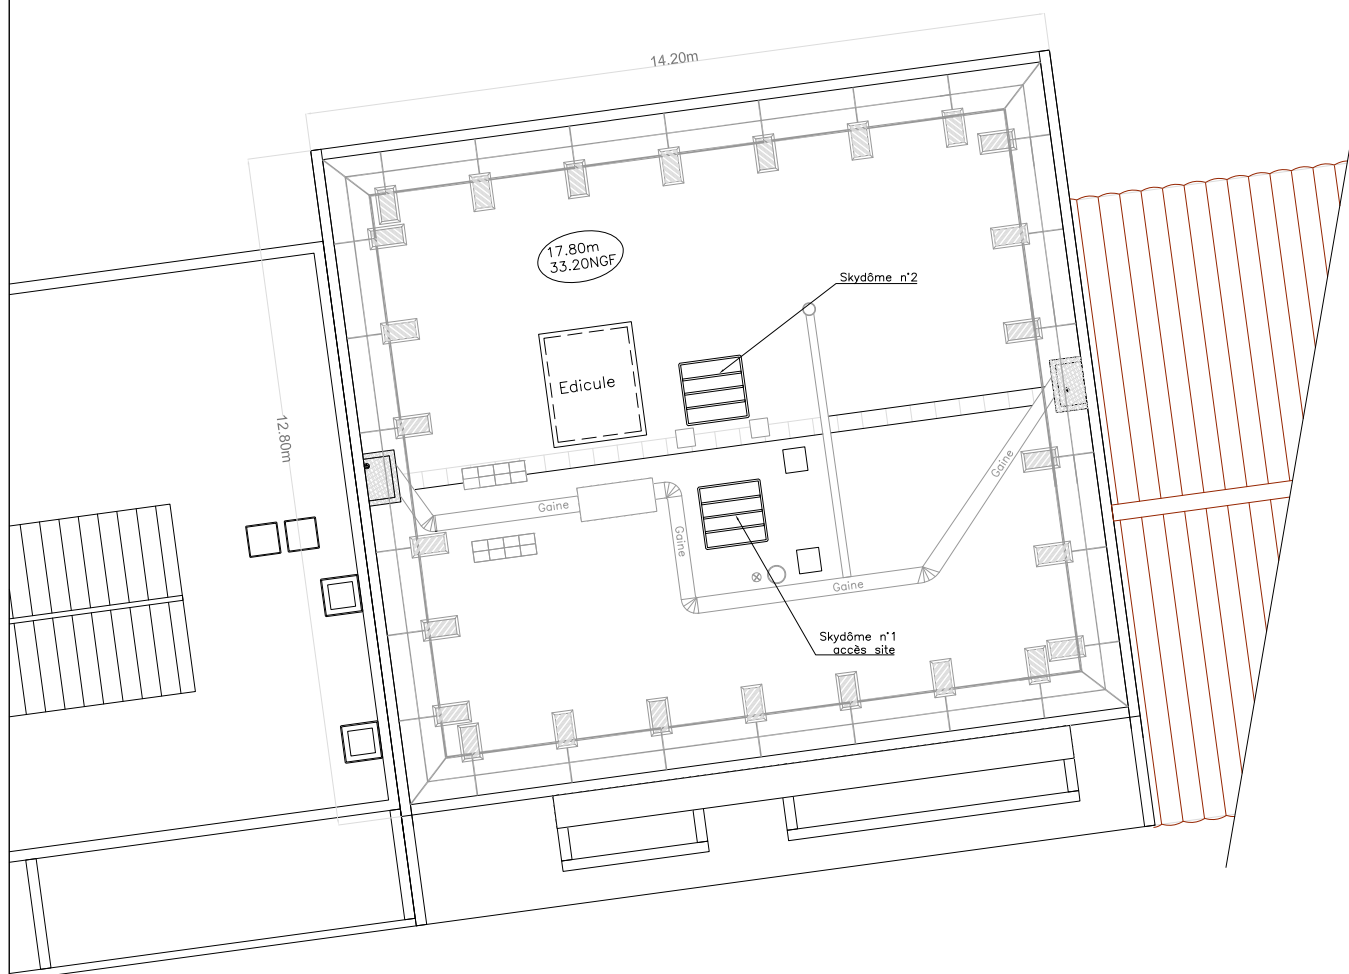 14.20m
17.80m
33.20NGF
Skydôme n°2
Edicule
12.80m
Gaine
Gaine
Gaine
Gaine
Skydôme n°1
accès site